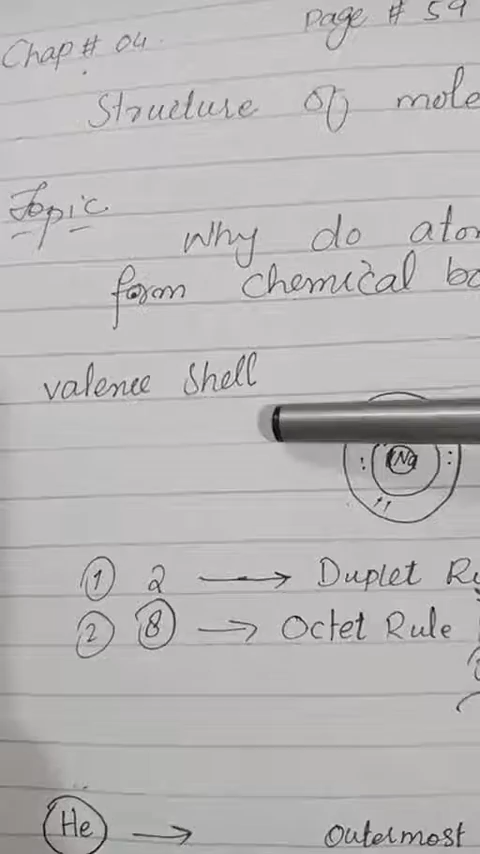 Page # 59
Chap # 04
Structure of mole
Topic
Why do ato
form chemical bo
valence shell
Na
1 2 → Duplet Ru
2 8 → Octet Rule
He → Outermost